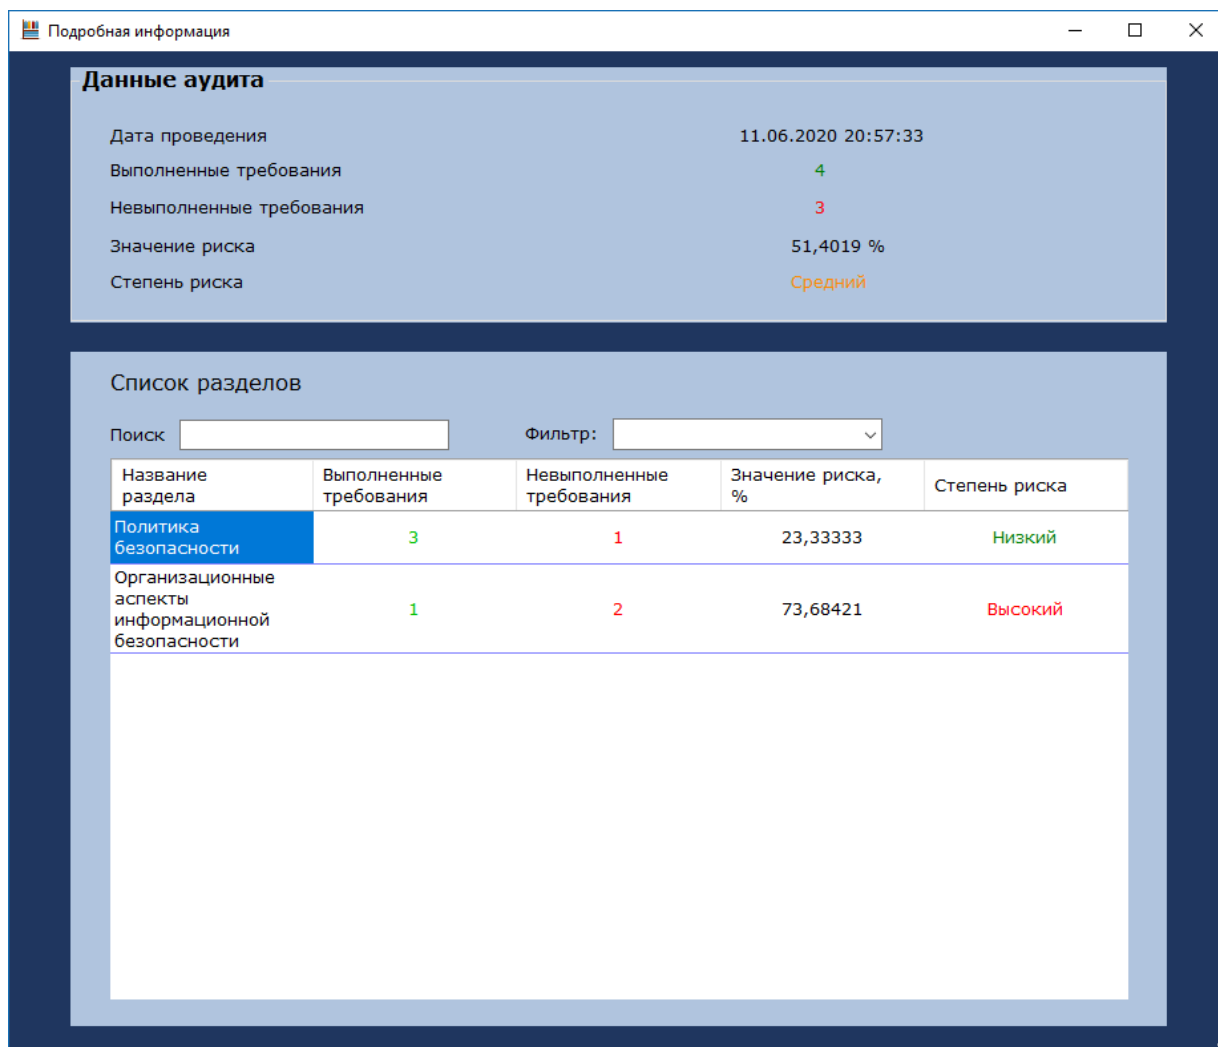 Подробная информация
Данные аудита
Дата проведения 11.06.2020 20:57:33
Выполненные требования 4
Невыполненные требования 3
Значение риска 51,4019 %
Степень риска Средний
Список разделов
Поиск Фильтр:
Название раздела Выполненные требования Невыполненные требования Значение риска, % Степень риска
Политика безопасности 3 1 23,33333 Низкий
Организационные аспекты информационной безопасности 1 2 73,68421 Высокий